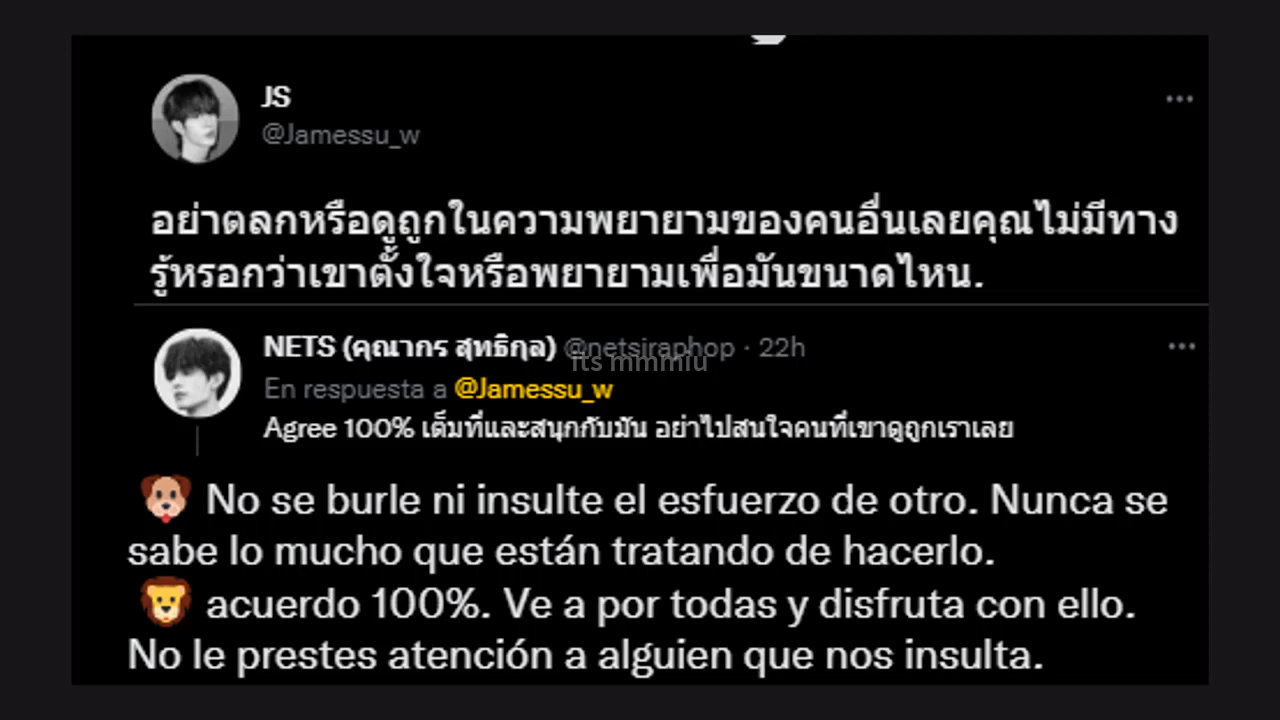 JS
@Jamessu_w
อย่าตลกหรือดูถูกในความพยายามของคนอื่นเลยคุณไม่มีทาง
รู้หรอกว่าเขาตั้งใจหรือพยายามเพื่อมันขนาดไหน.
NETS (คุณากร สุทธิกุล) @netsiraphop · 22h
its mmmiu
En respuesta a @Jamessu_w
Agree 100% เต็มที่และสนุกกับมัน อย่าไปสนใจคนที่เขาดูถูกเราเลย
🐶 No se burle ni insulte el esfuerzo de otro. Nunca se
sabe lo mucho que están tratando de hacerlo.
🦁 acuerdo 100%. Ve a por todas y disfruta con ello.
No le prestes atención a alguien que nos insulta.